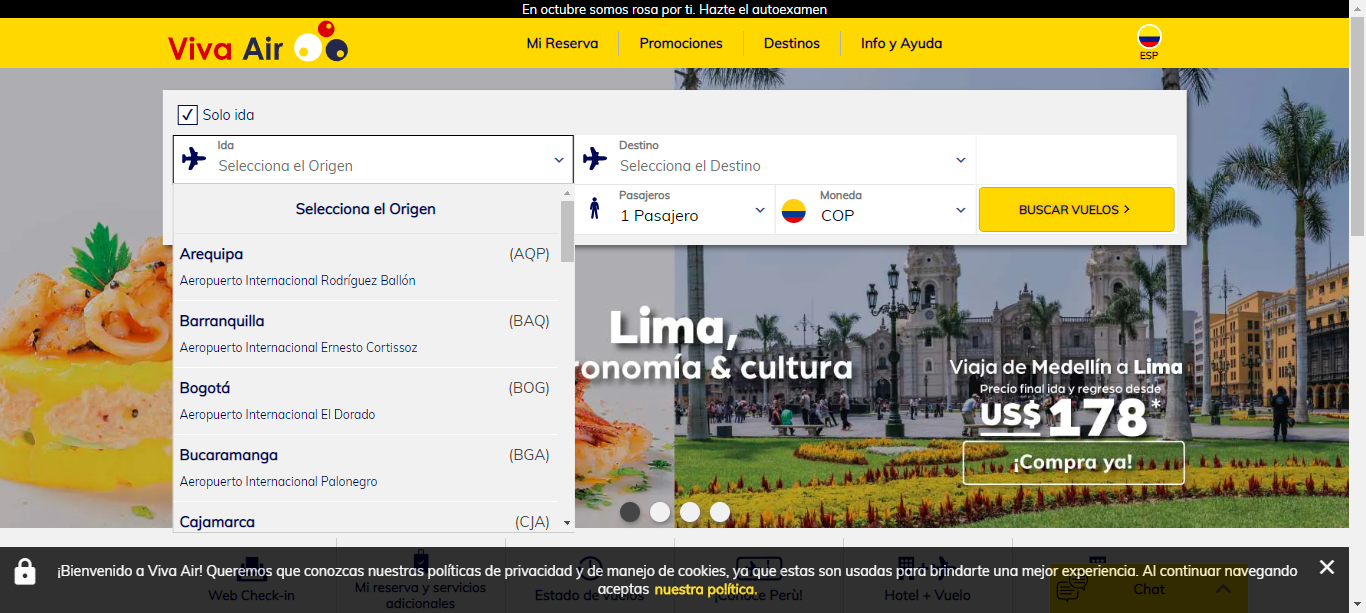 En octubre somos rosa por ti. Hazte el autoexamen
Viva Air
Mi Reserva
Promociones
Destinos
Info y Ayuda
ESP
Solo ida
Ida
Selecciona el Origen
Destino
Selecciona el Destino
Pasajeros
1 Pasajero
Moneda
COP
BUSCAR VUELOS >
Selecciona el Origen
Arequipa (AQP)
Aeropuerto Internacional Rodríguez Ballón
Barranquilla (BAQ)
Aeropuerto Internacional Ernesto Cortissoz
Bogotá (BOG)
Aeropuerto Internacional El Dorado
Bucaramanga (BGA)
Aeropuerto Internacional Palonegro
Cajamarca (CJA)
Lima,
onomía & cultura
Viaja de Medellín a Lima
Precio final ida y regreso desde
US$ 178*
¡Compra ya!
¡Bienvenido a Viva Air! Queremos que conozcas nuestras políticas de privacidad y de manejo de cookies, ya que estas son usadas para brindarte una mejor experiencia. Al continuar navegando
aceptas nuestra política.
Web Check-in
Mi reserva y servicios
adicionales
Estado de vuelos
¡Conoce Perù!
Hotel + Vuelo
Chat